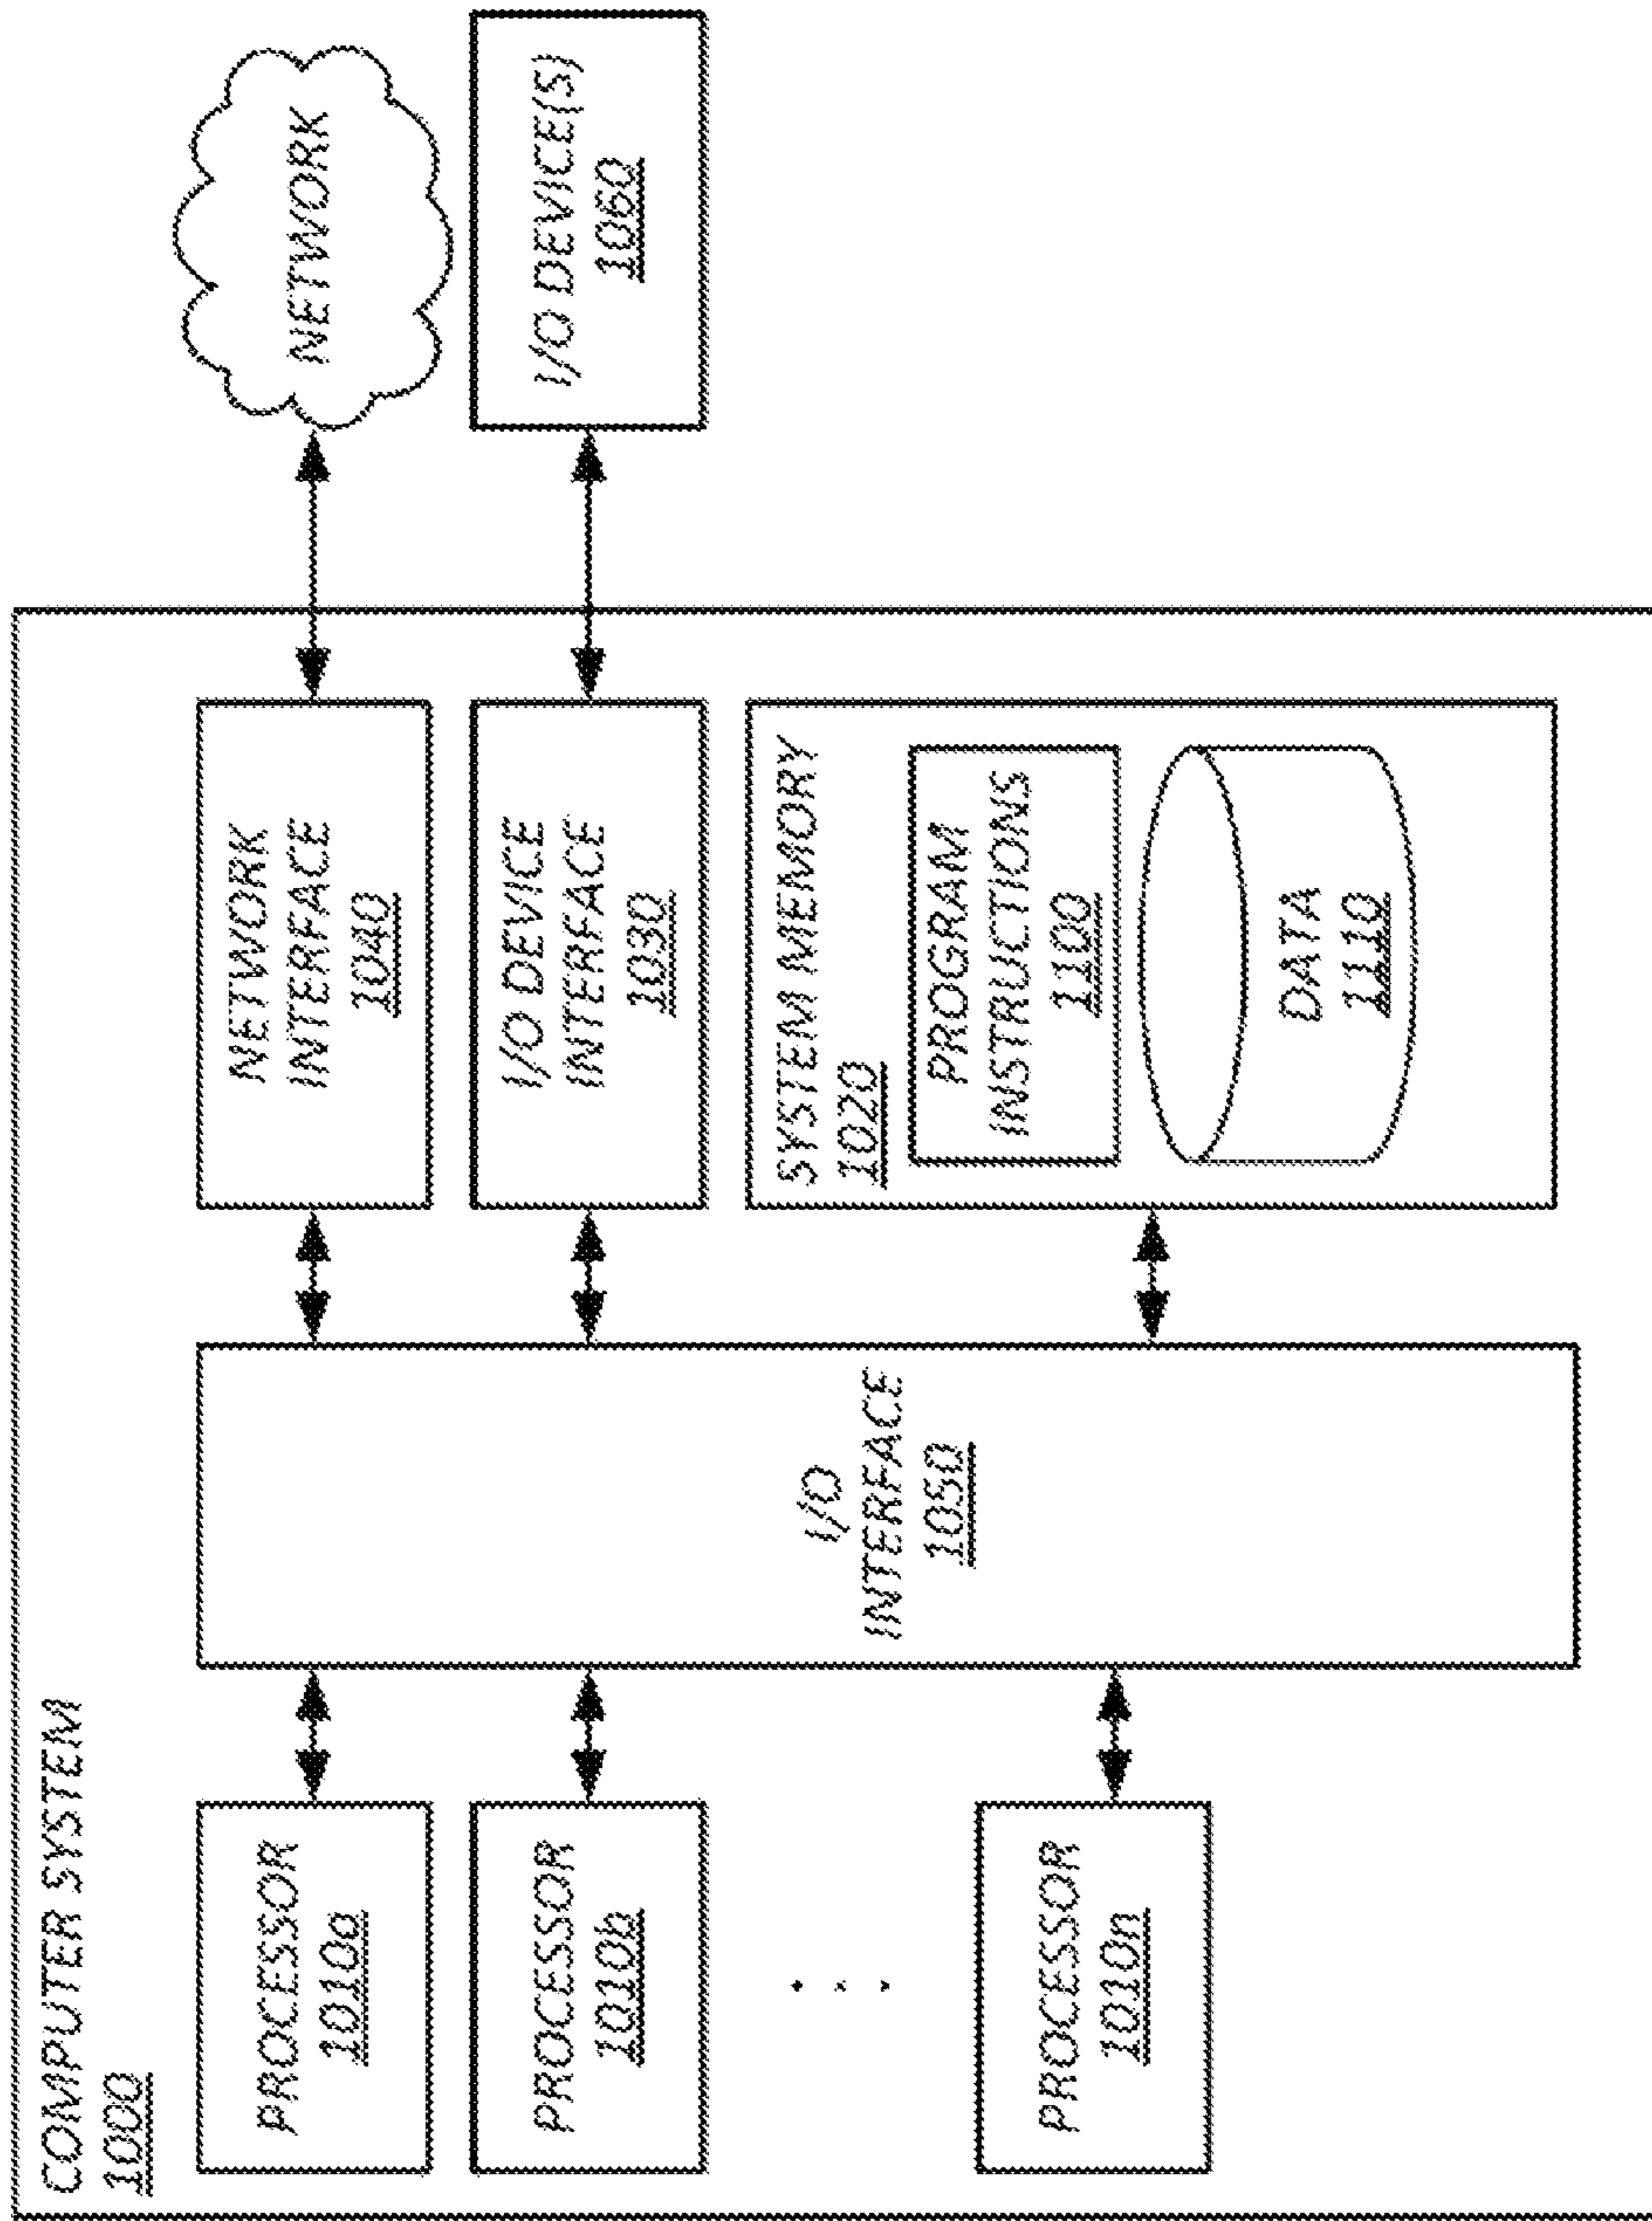 COMPUTER SYSTEM
1000
PROCESSOR
1010a
PROCESSOR
1010b
. . .
PROCESSOR
1010n
I/O
INTERFACE
1050
NETWORK
INTERFACE
1040
I/O DEVICE
INTERFACE
1030
SYSTEM MEMORY
1020
PROGRAM
INSTRUCTIONS
1100
DATA
1110
NETWORK
I/O DEVICE(S)
1060